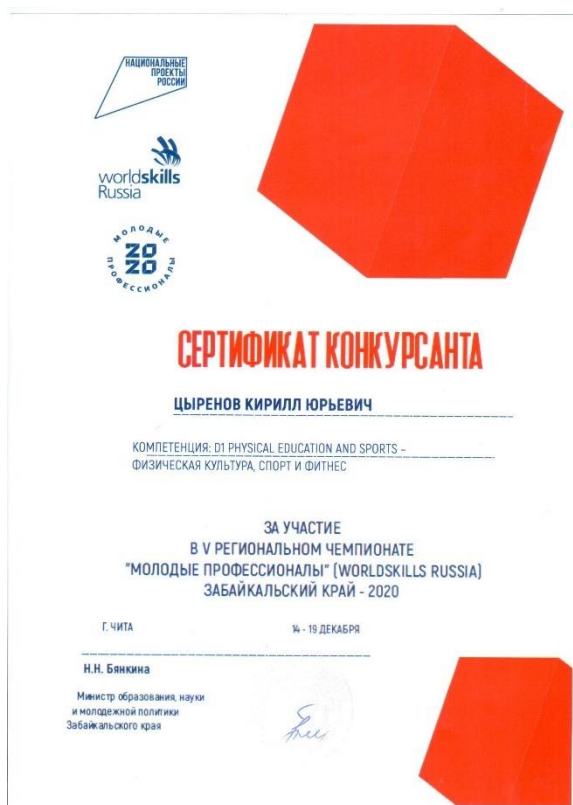 НАЦИОНАЛЬНЫЕ
ПРОЕКТЫ
РОССИИ
worldskills
Russia
МОЛОДЫЕ
20
20
ПРОФЕССИОНАЛЫ
СЕРТИФИКАТ КОНКУРСАНТА
ЦЫРЕНОВ КИРИЛЛ ЮРЬЕВИЧ
КОМПЕТЕНЦИЯ: D1 PHYSICAL EDUCATION AND SPORTS –
ФИЗИЧЕСКАЯ КУЛЬТУРА, СПОРТ И ФИТНЕС
ЗА УЧАСТИЕ
В V РЕГИОНАЛЬНОМ ЧЕМПИОНАТЕ
"МОЛОДЫЕ ПРОФЕССИОНАЛЫ" (WORLDSKILLS RUSSIA)
ЗАБАЙКАЛЬСКИЙ КРАЙ - 2020
Г. ЧИТА 14 - 19 ДЕКАБРЯ
Н.Н. Бянкина
Министр образования, науки
и молодежной политики
Забайкальского края